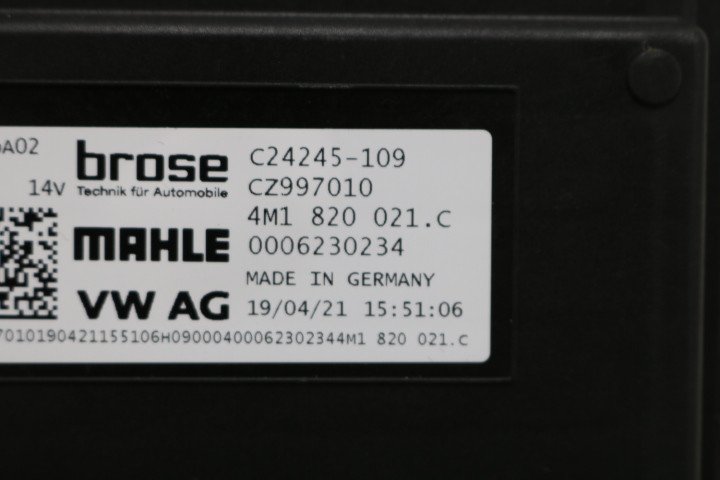 A02
brose
C24245-109
14V
Technik für Automobile
CZ997010
4M1 820 021.C
MAHLE
0006230234
MADE IN GERMANY
VW AG
19/04/21 15:51:06
7010190421155106H09000400062302344M1 820 021.C